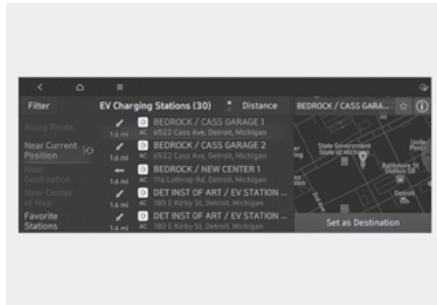 Filter
EV Charging Stations (30)
Distance
BEDROCK / CASS GARA...
Along Route
Near Current
Position
Near
Destination
Near Center
of Map
Favorite
Stations
BEDROCK / CASS GARAGE 1
1.6 mi AC 6522 Cass Ave, Detroit, Michigan
BEDROCK / CASS GARAGE 2
1.6 mi AC 6522 Cass Ave, Detroit, Michigan
BEDROCK / NEW CENTER 1
1.6 mi AC 116 Lothrop Rd, Detroit, Michigan
DET INST OF ART / EV STATION ...
1.6 mi AC 180 E Kirby St, Detroit, Michigan
DET INST OF ART / EV STATION ...
1.6 mi AC 180 E Kirby St, Detroit, Michigan
State Government
State of Michigan
Baltimore St
Station SB
Detroit
Set as Destination